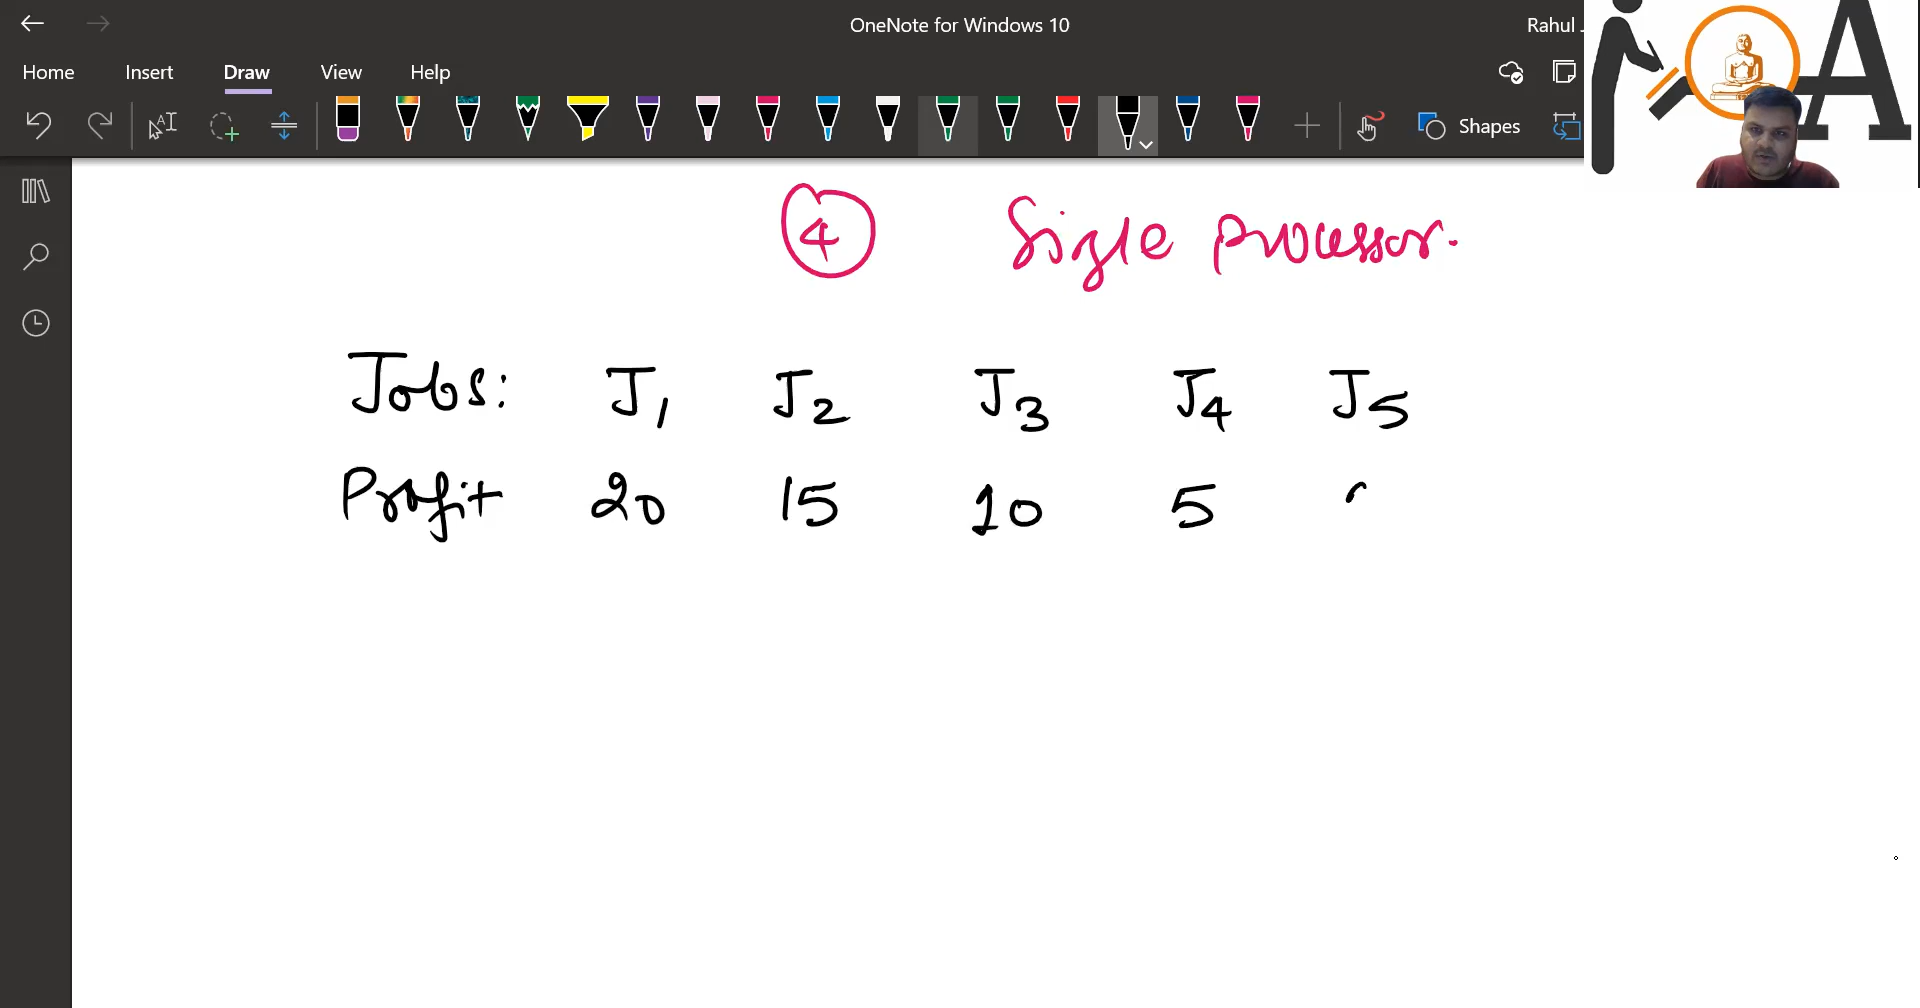 OneNote for Windows 10
Rahul J
Home Insert Draw View Help
Shapes
A
4 Single processor.
Jobs: J1 J2 J3 J4 J5
Profit 20 15 10 5